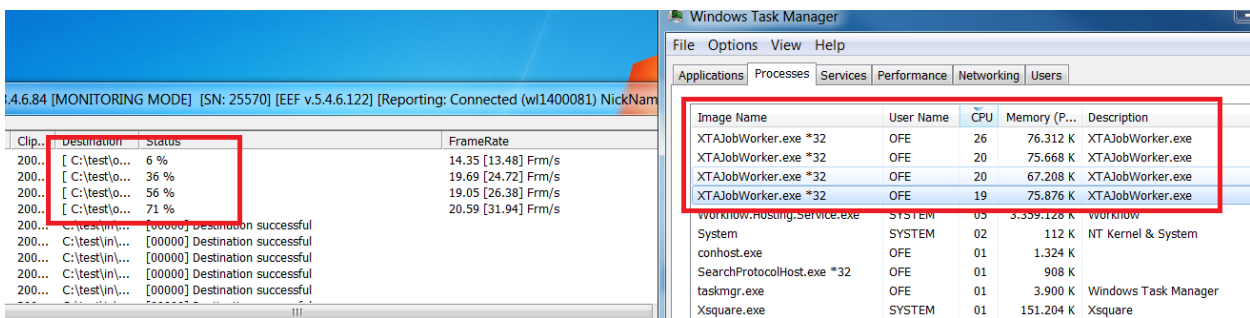 .4.6.84 [MONITORING MODE] [SN: 25570] [EEF v.5.4.6.122] [Reporting: Connected (wl1400081) NickNam
Clip... Destination Status FrameRate
200... [ C:\test\o... 6 % 14.35 [13.48] Frm/s
200... [ C:\test\o... 36 % 19.69 [24.72] Frm/s
200... [ C:\test\o... 56 % 19.05 [26.38] Frm/s
200... [ C:\test\o... 71 % 20.59 [31.94] Frm/s
200... C:\test\in\... [00000] Destination successful
200... C:\test\in\... [00000] Destination successful
200... C:\test\in\... [00000] Destination successful
200... C:\test\in\... [00000] Destination successful
Windows Task Manager
File Options View Help
Applications Processes Services Performance Networking Users
Image Name User Name CPU Memory (P... Description
XTAJobWorker.exe *32 OFE 26 76.312 K XTAJobWorker.exe
XTAJobWorker.exe *32 OFE 20 75.668 K XTAJobWorker.exe
XTAJobWorker.exe *32 OFE 20 67.208 K XTAJobWorker.exe
XTAJobWorker.exe *32 OFE 19 75.876 K XTAJobWorker.exe
Workflow.Hosting.Service.exe SYSTEM 03 3.359.128 K Workflow
System SYSTEM 02 112 K NT Kernel & System
conhost.exe OFE 01 1.324 K
SearchProtocolHost.exe *32 OFE 01 908 K
taskmgr.exe OFE 01 3.900 K Windows Task Manager
Xsquare.exe SYSTEM 01 151.204 K Xsquare